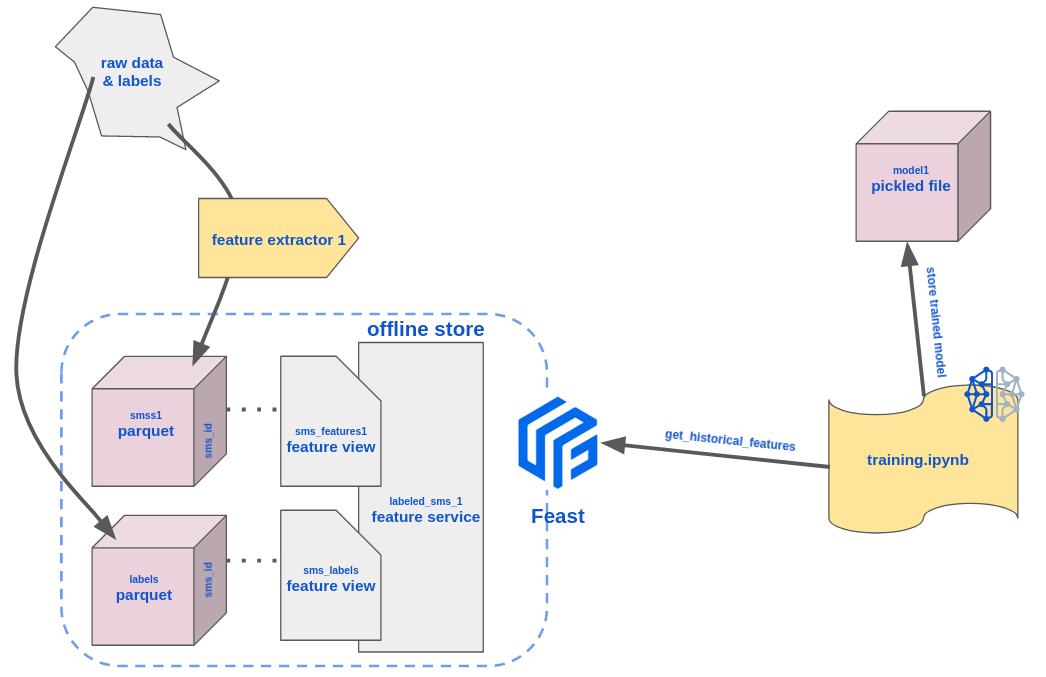 raw data
& labels
feature extractor 1
offline store
smss1
parquet
sms_id
sms_features1
feature view
labeled_sms_1
feature service
labels
parquet
sms_id
sms_labels
feature view
Feast
get_historical_features
training.ipynb
store trained model
model1
pickled file